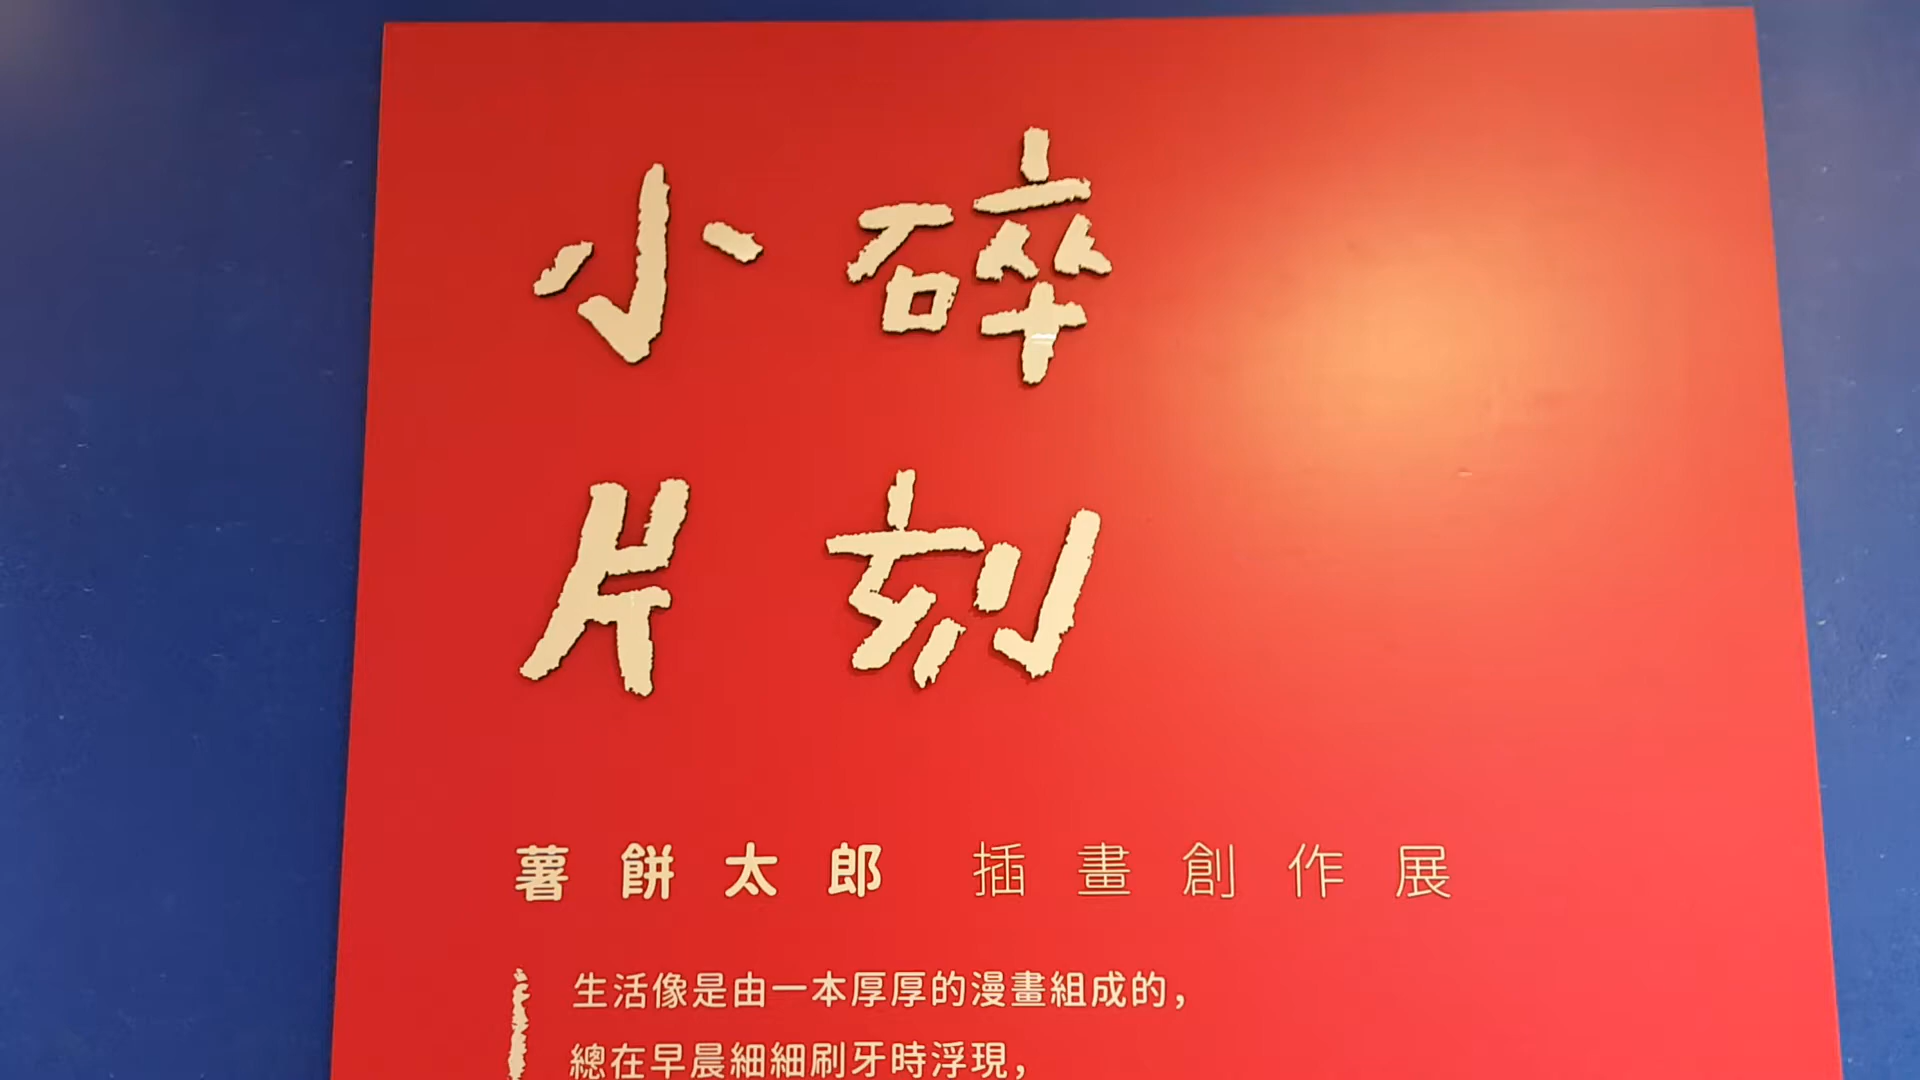 小碎
片刻
薯餅太郎 插畫創作展
生活像是由一本厚厚的漫畫組成的，
總在早晨細細刷牙時浮現，